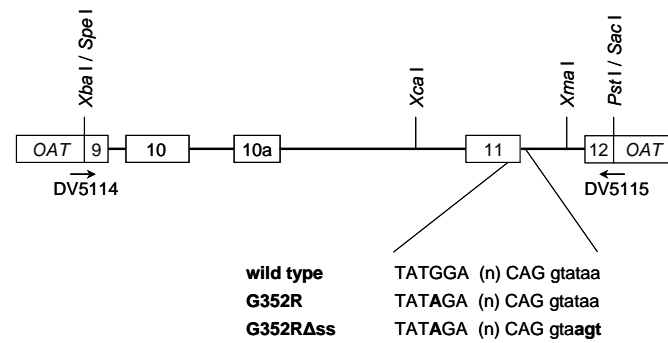 Xba I / Spe I
Xca I
Xma I
Pst I / Sac I
OAT 9 10 10a 11 12 OAT
DV5114 DV5115
wild type TATGGA (n) CAG gtataa
G352R TATAGA (n) CAG gtataa
G352RΔss TATAGA (n) CAG gtaagt